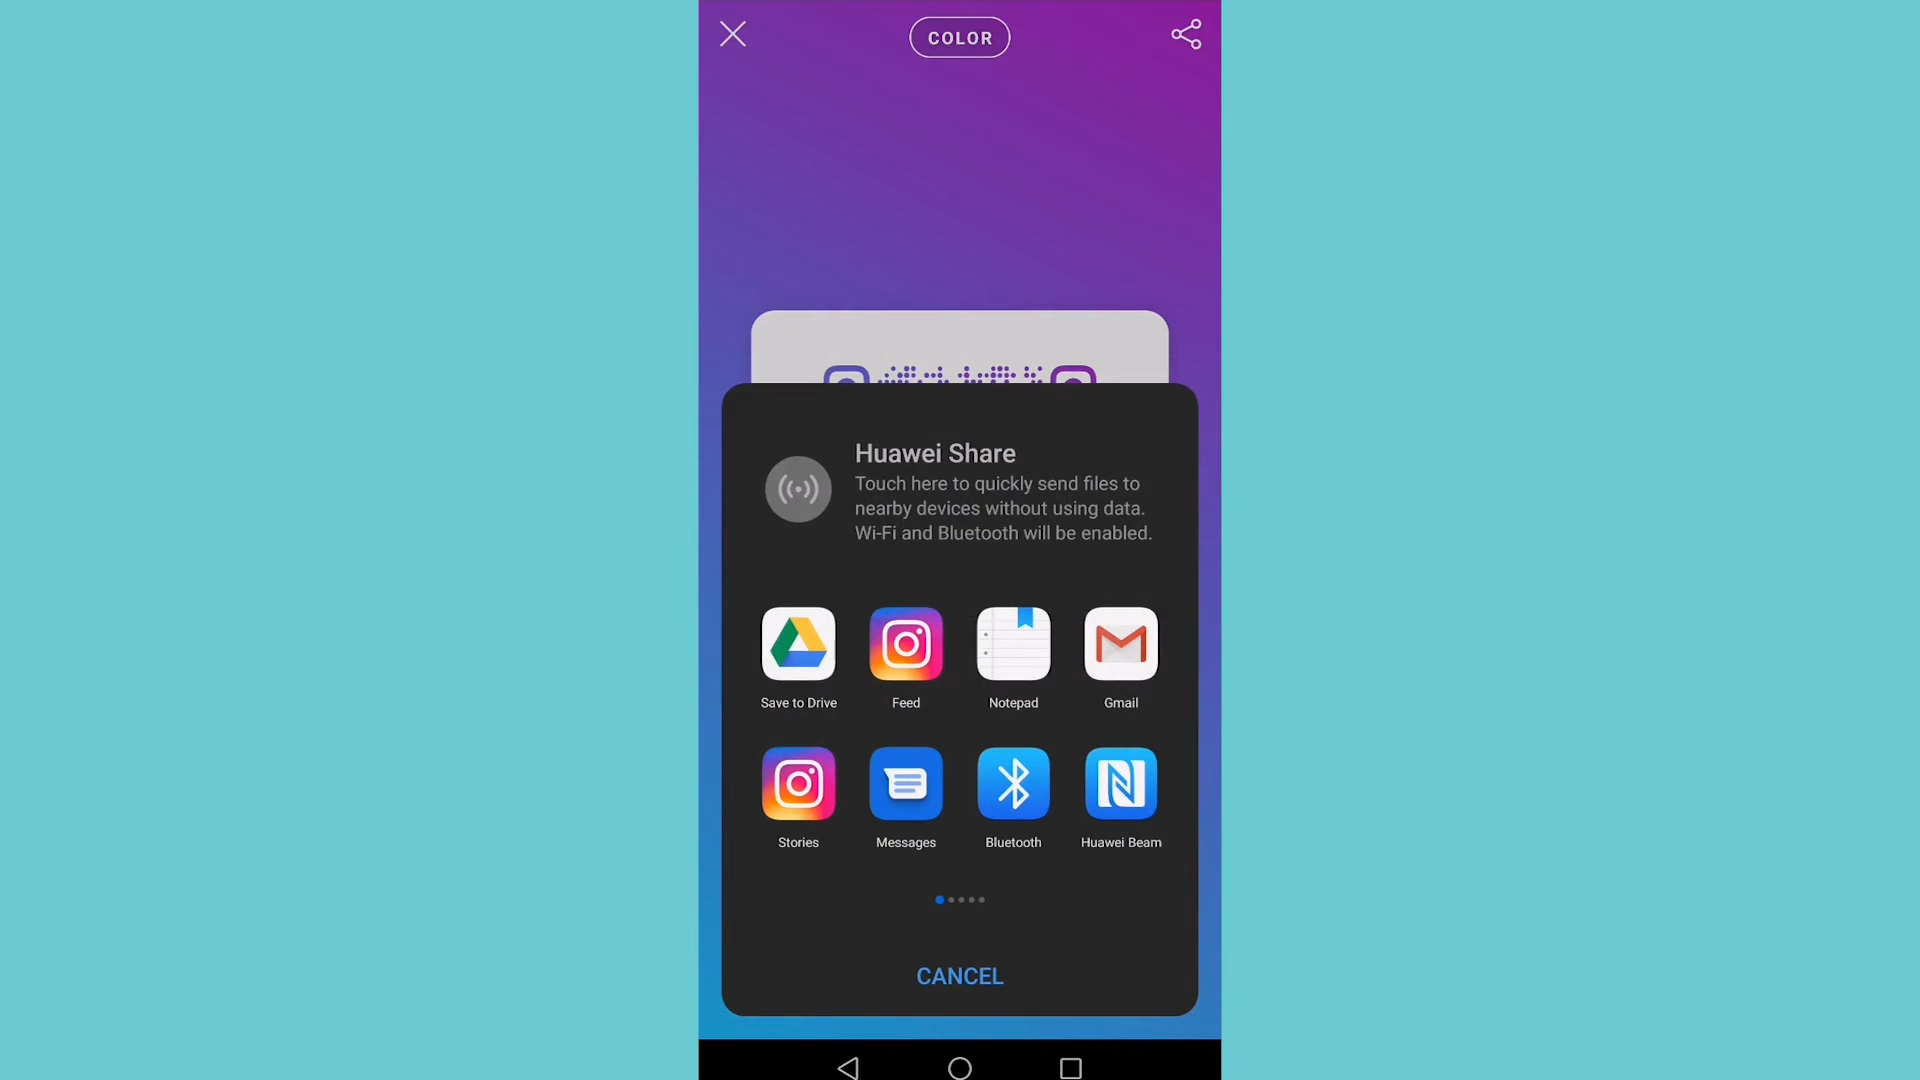 COLOR
Huawei Share
Touch here to quickly send files to
nearby devices without using data.
Wi-Fi and Bluetooth will be enabled.
Save to Drive
Feed
Notepad
Gmail
Stories
Messages
Bluetooth
Huawei Beam
CANCEL